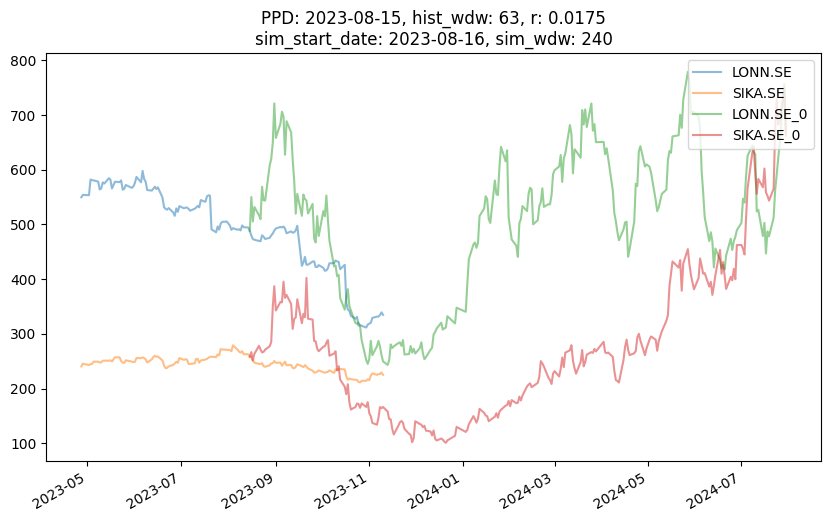 PPD: 2023-08-15, hist_wdw: 63, r: 0.0175
sim_start_date: 2023-08-16, sim_wdw: 240
LONN.SE
SIKA.SE
LONN.SE_0
SIKA.SE_0
800
700
600
500
400
300
200
100
2023-05
2023-07
2023-09
2023-11
2024-01
2024-03
2024-05
2024-07